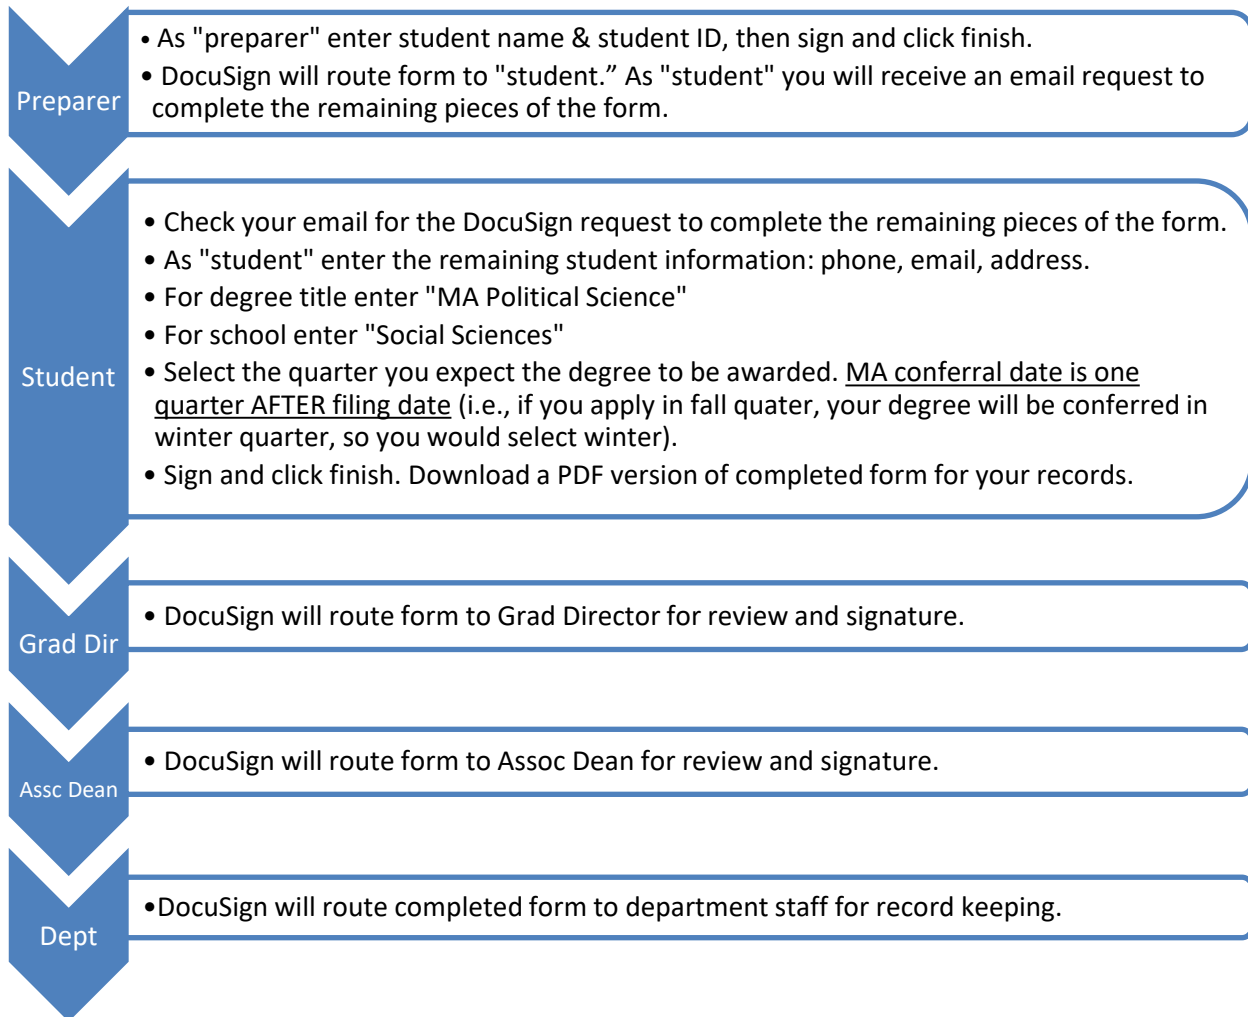 Preparer
• As "preparer" enter student name & student ID, then sign and click finish.
• DocuSign will route form to "student.” As "student" you will receive an email request to
complete the remaining pieces of the form.
Student
• Check your email for the DocuSign request to complete the remaining pieces of the form.
• As "student" enter the remaining student information: phone, email, address.
• For degree title enter "MA Political Science"
• For school enter "Social Sciences"
• Select the quarter you expect the degree to be awarded. MA conferral date is one
quarter AFTER filing date (i.e., if you apply in fall quater, your degree will be conferred in
winter quarter, so you would select winter).
• Sign and click finish. Download a PDF version of completed form for your records.
Grad Dir
• DocuSign will route form to Grad Director for review and signature.
Assc Dean
• DocuSign will route form to Assoc Dean for review and signature.
Dept
•DocuSign will route completed form to department staff for record keeping.